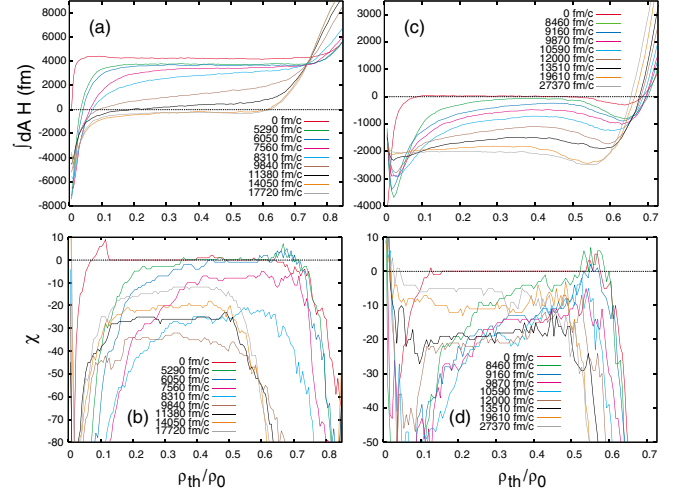 (a)
∫dA H (fm)
8000
6000
4000
2000
0
-2000
4000
-6000
-8000
0 fm/c
5290 fm/c
6050 fm/c
7560 fm/c
8310 fm/c
9840 fm/c
11380 fm/c
14050 fm/c
17720 fm/c
0 0.1 0.2 0.3 0.4 0.5 0.6 0.7 0.8
(c)
3000
2000
1000
0
-1000
-2000
-3000
-4000
0 fm/c
8460 fm/c
9160 fm/c
9870 fm/c
10590 fm/c
12000 fm/c
13510 fm/c
19610 fm/c
27370 fm/c
0 0.1 0.2 0.3 0.4 0.5 0.6 0.7
(b)
χ
10
0
-10
-20
-30
-40
-50
-60
-70
-80
0 fm/c
5290 fm/c
6050 fm/c
7560 fm/c
8310 fm/c
9840 fm/c
11380 fm/c
14050 fm/c
17720 fm/c
0 0.1 0.2 0.3 0.4 0.5 0.6 0.7 0.8
ρth/ρ0
(d)
10
0
-10
-20
-30
-40
-50
0 fm/c
8460 fm/c
9160 fm/c
9870 fm/c
10590 fm/c
12000 fm/c
13510 fm/c
19610 fm/c
27370 fm/c
0 0.1 0.2 0.3 0.4 0.5 0.6 0.7
ρth/ρ0